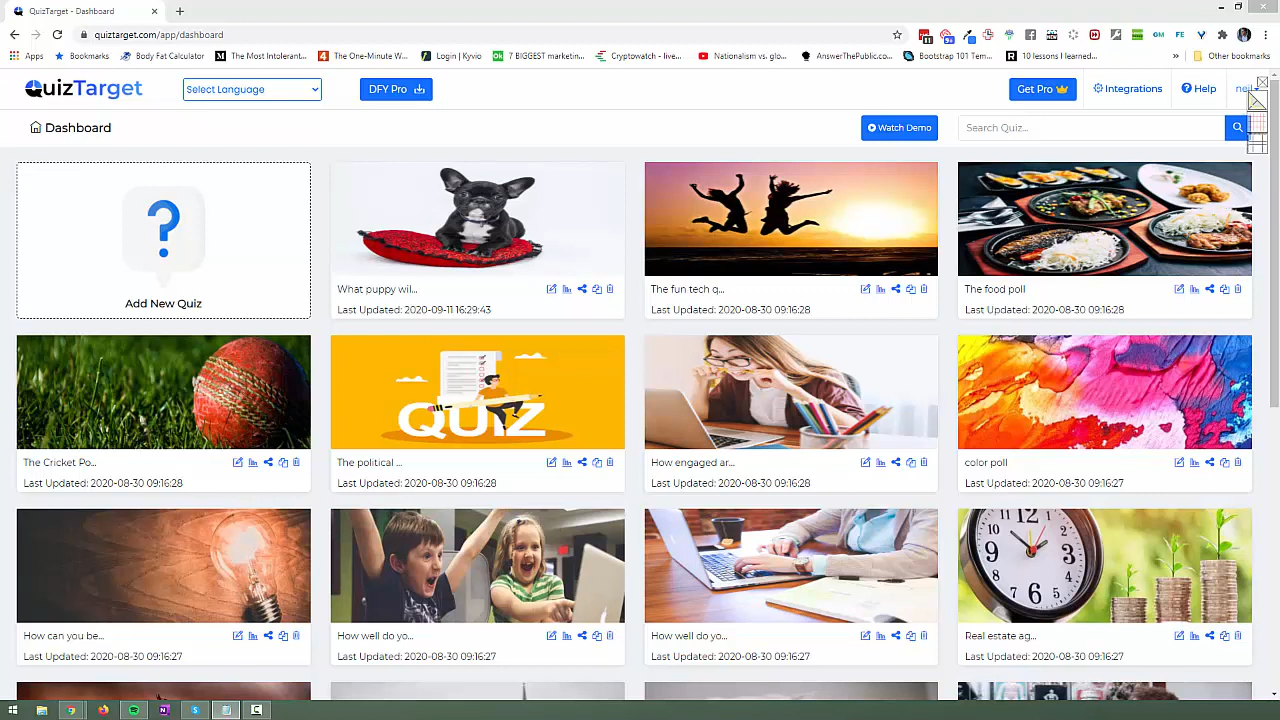 QuizTarget - Dashboard
quiztarget.com/app/dashboard
Apps Bookmarks Body Fat Calculator The Most Tolerant... The One-Minute W... Login | Kyvio 7 BIGGEST marketin... Cryptowatch - live... Nationalism vs. glo... AnswerThePublic.co... Bootstrap 101 Tem... 10 lessons I learned... » Other bookmarks
QuizTarget Select Language DFY Pro Get Pro Integrations Help
Dashboard Watch Demo Search Quiz...
?
Add New Quiz
What puppy wil...
Last Updated: 2020-09-11 16:29:43
The fun tech q...
Last Updated: 2020-08-30 09:16:28
The food poll
Last Updated: 2020-08-30 09:16:28
The Cricket Po...
Last Updated: 2020-08-30 09:16:28
QUIZ
The political ...
Last Updated: 2020-08-30 09:16:28
How engaged ar...
Last Updated: 2020-08-30 09:16:28
color poll
Last Updated: 2020-08-30 09:16:27
How can you be...
Last Updated: 2020-08-30 09:16:27
How well do yo...
Last Updated: 2020-08-30 09:16:27
How well do yo...
Last Updated: 2020-08-30 09:16:27
12
9 3
6
Real estate ag...
Last Updated: 2020-08-30 09:16:27